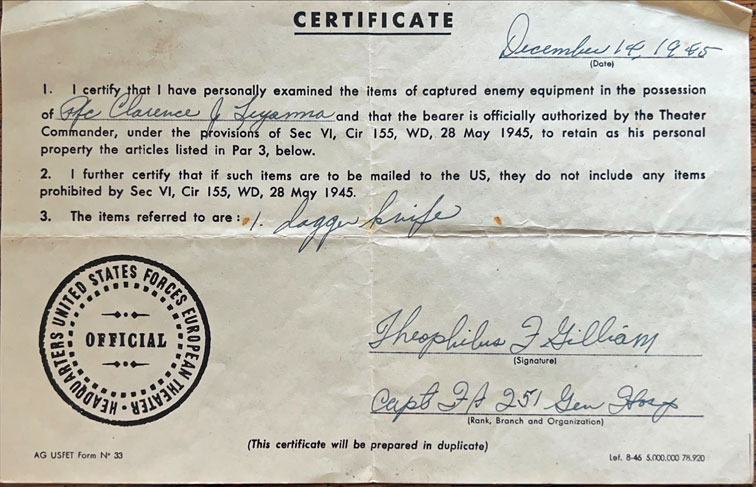 CERTIFICATE
December 14, 1945
(Date)
1. I certify that I have personally examined the items of captured enemy equipment in the possession
of Pfc Clarence J and that the bearer is officially authorized by the Theater
Commander, under the provisions of Sec VI, Cir 155, WD, 28 May 1945, to retain as his personal
property the articles listed in Par 3, below.
2. I further certify that if such items are to be mailed to the US, they do not include any items
prohibited by Sec VI, Cir 155, WD, 28 May 1945.
3. The items referred to are: 1. dagger knife
HEADQUARTERS UNITED STATES FORCES EUROPEAN THEATER
OFFICIAL
Theophilus F Gilliam
(Signature)
Capt FA 251 Gen Hosp
(Rank, Branch and Organization)
(This certificate will be prepared in duplicate)
AG USFET Form N° 33
Lef. 8-45 5.000.000 78.920